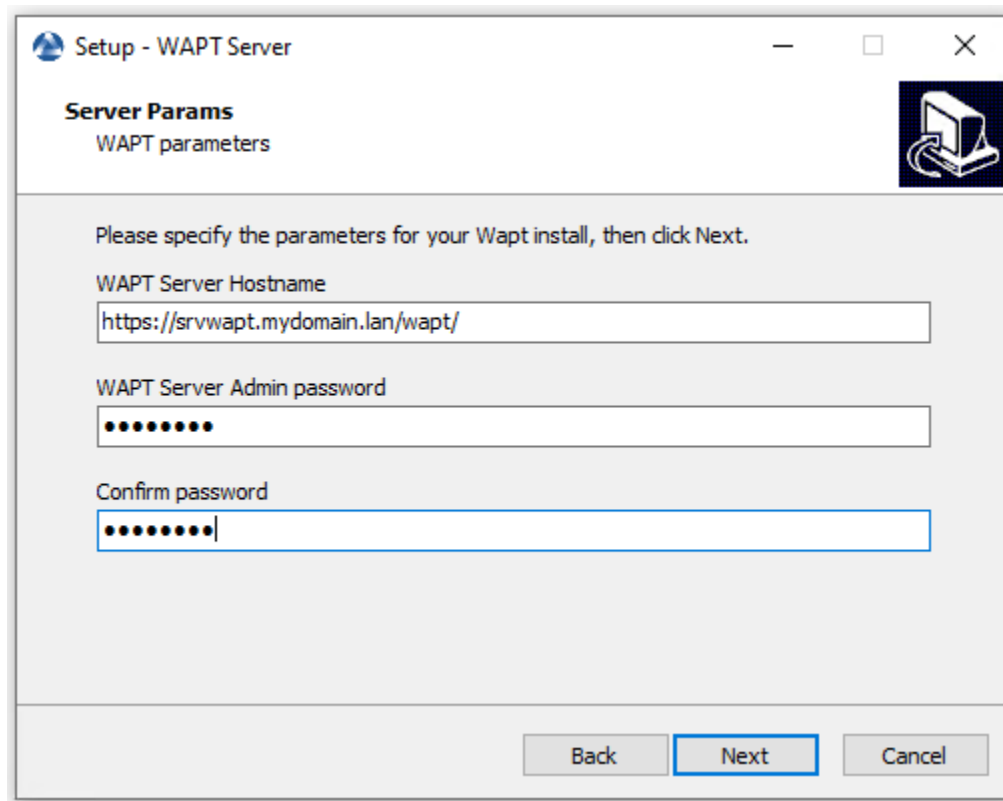 Setup - WAPT Server
Server Params
WAPT parameters
Please specify the parameters for your Wapt install, then click Next.
WAPT Server Hostname
https://srvwapt.mydomain.lan/wapt/
WAPT Server Admin password
●●●●●●●●
Confirm password
●●●●●●●●
Back Next Cancel